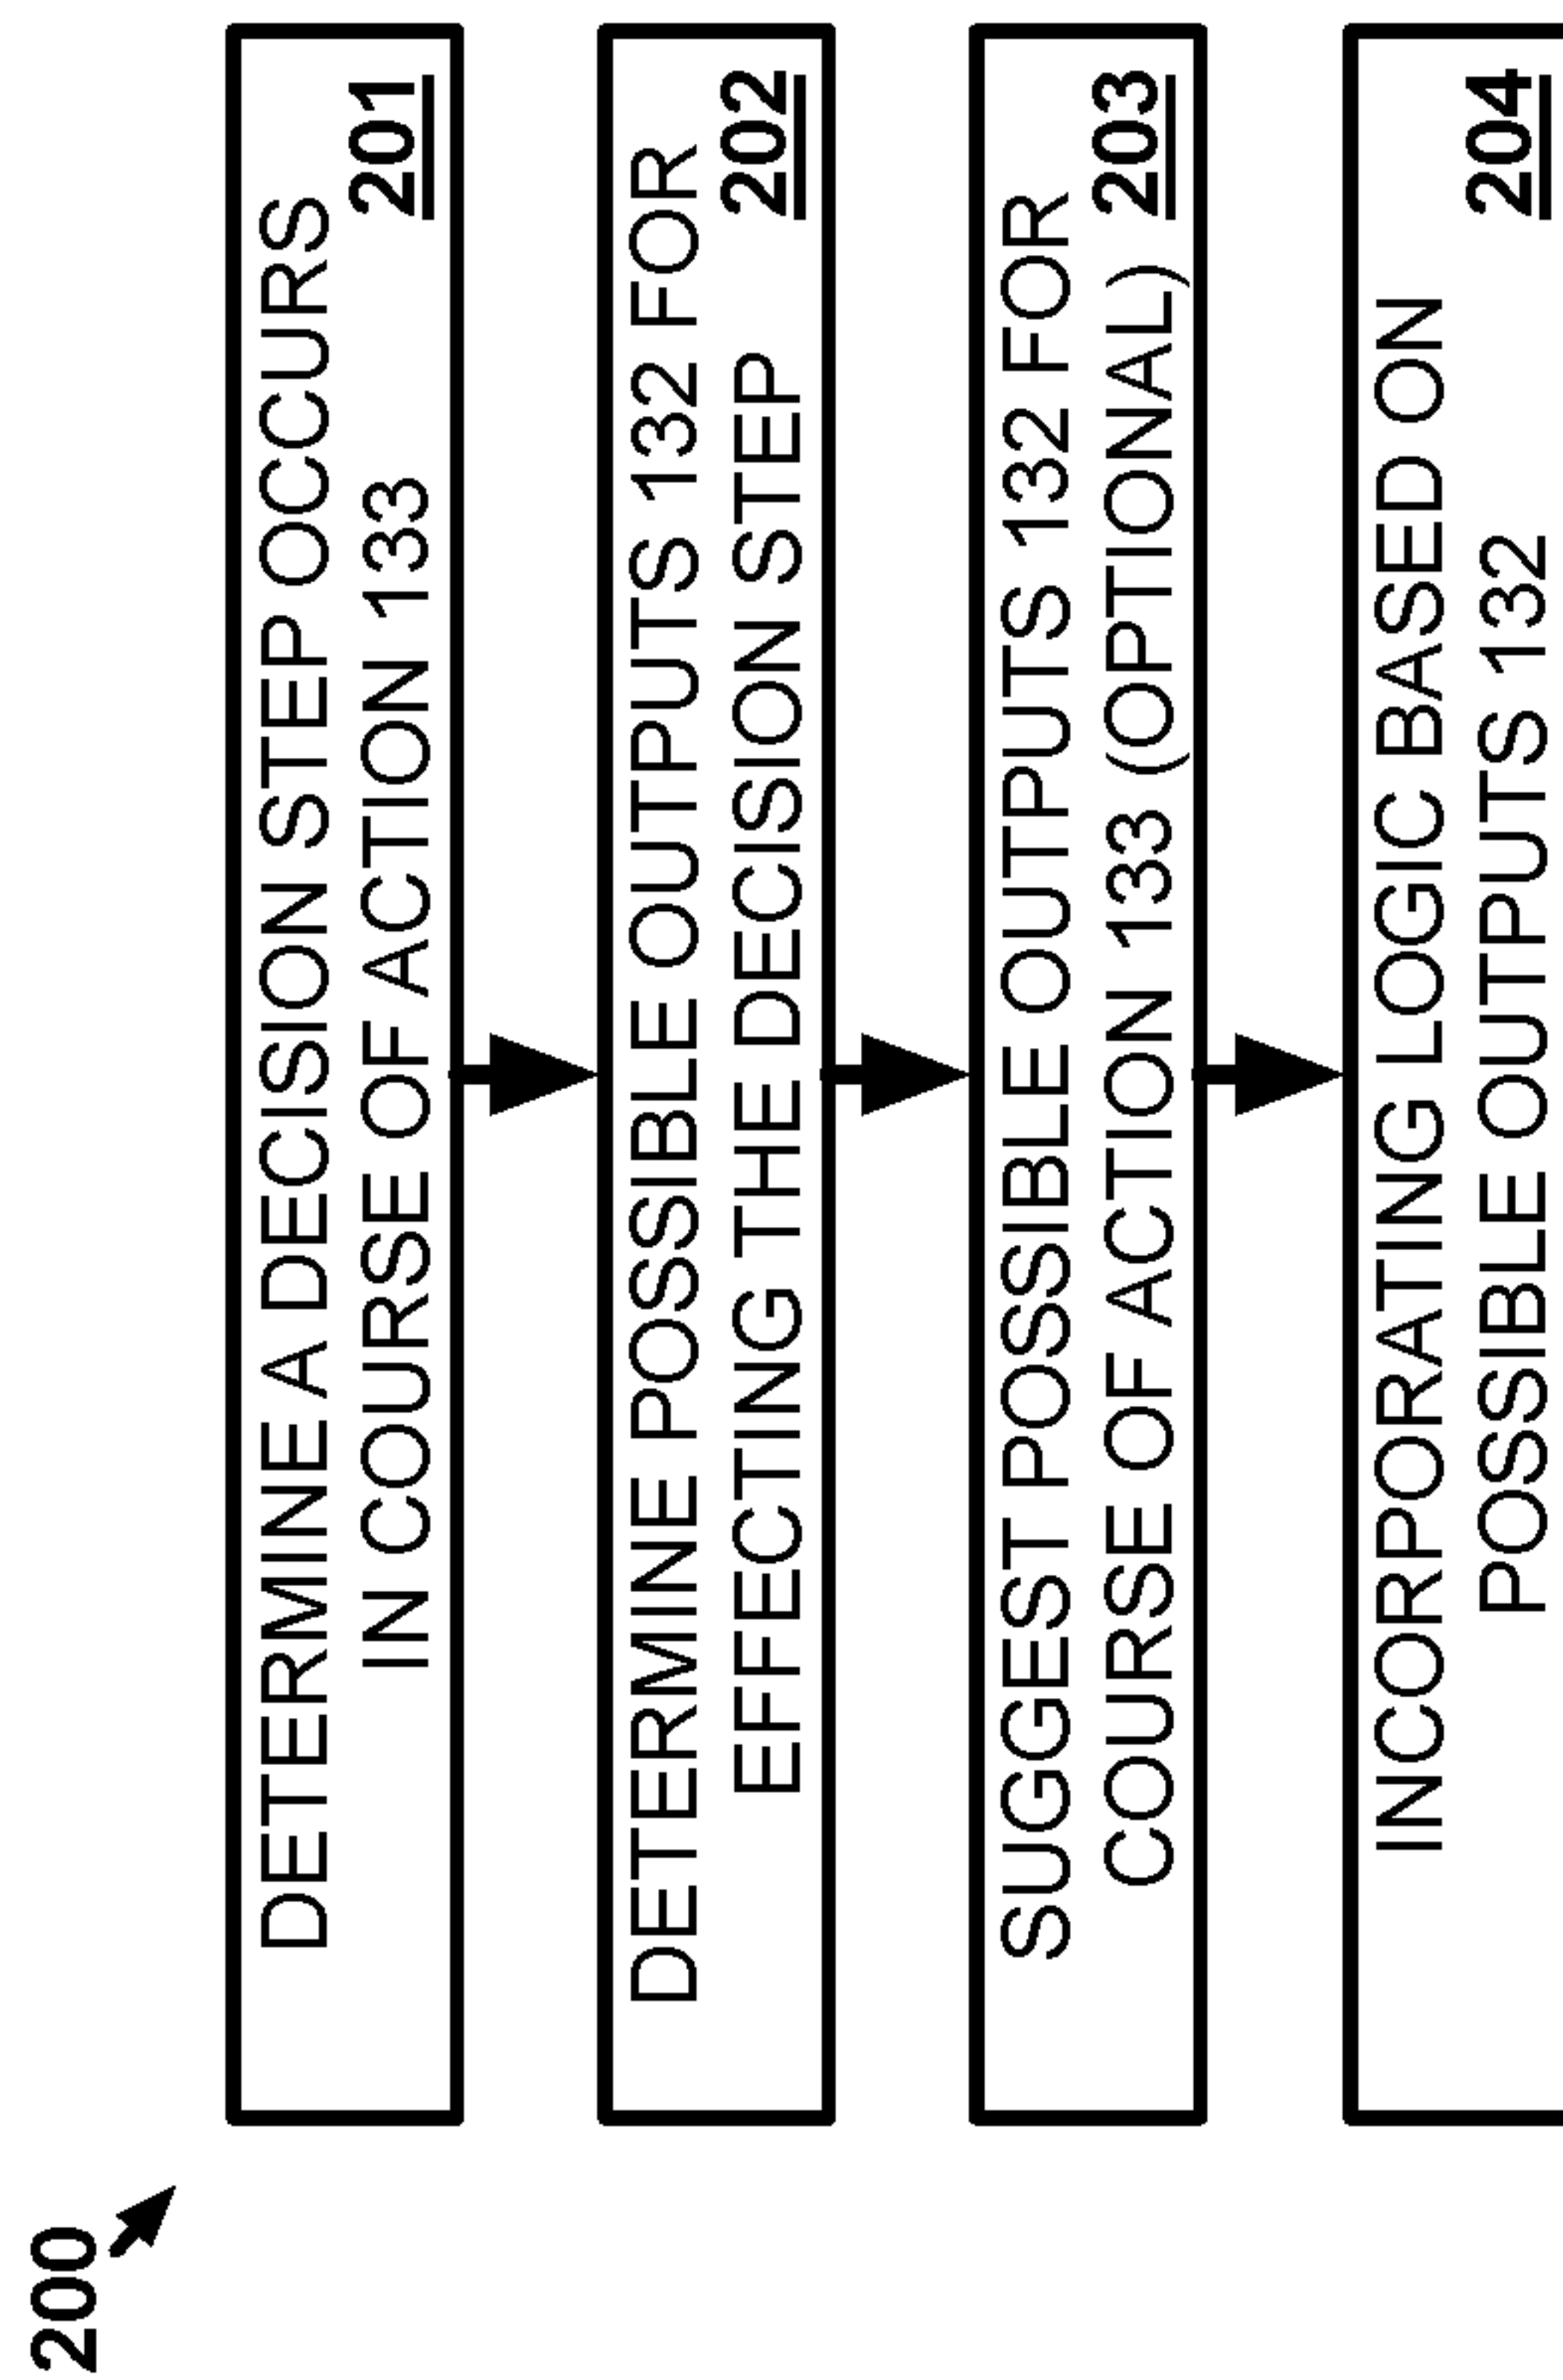 200
DETERMINE A DECISION STEP OCCURS
IN COURSE OF ACTION 133
201
DETERMINE POSSIBLE OUTPUTS 132 FOR
EFFECTING THE DECISION STEP
202
SUGGEST POSSIBLE OUTPUTS 132 FOR
COURSE OF ACTION 133 (OPTIONAL)
203
INCORPORATING LOGIC BASED ON
POSSIBLE OUTPUTS 132
204